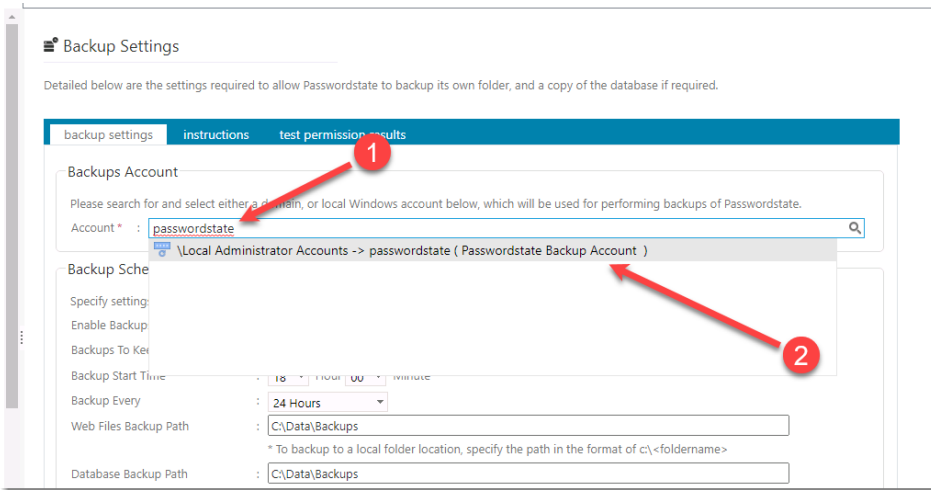 Backup Settings
Detailed below are the settings required to allow Passwordstate to backup its own folder, and a copy of the database if required.
backup settings instructions test permission results
1
Backups Account
Please search for and select either a domain, or local Windows account below, which will be used for performing backups of Passwordstate.
Account * : passwordstate
\Local Administrator Accounts -> passwordstate ( Passwordstate Backup Account )
Backup Sche
Specify setting
Enable Backup
Backups To Kee
2
Backup Start Time : 18 Hour 00 Minute
Backup Every : 24 Hours
Web Files Backup Path : C:\Data\Backups
* To backup to a local folder location, specify the path in the format of c:\<foldername>
Database Backup Path : C:\Data\Backups